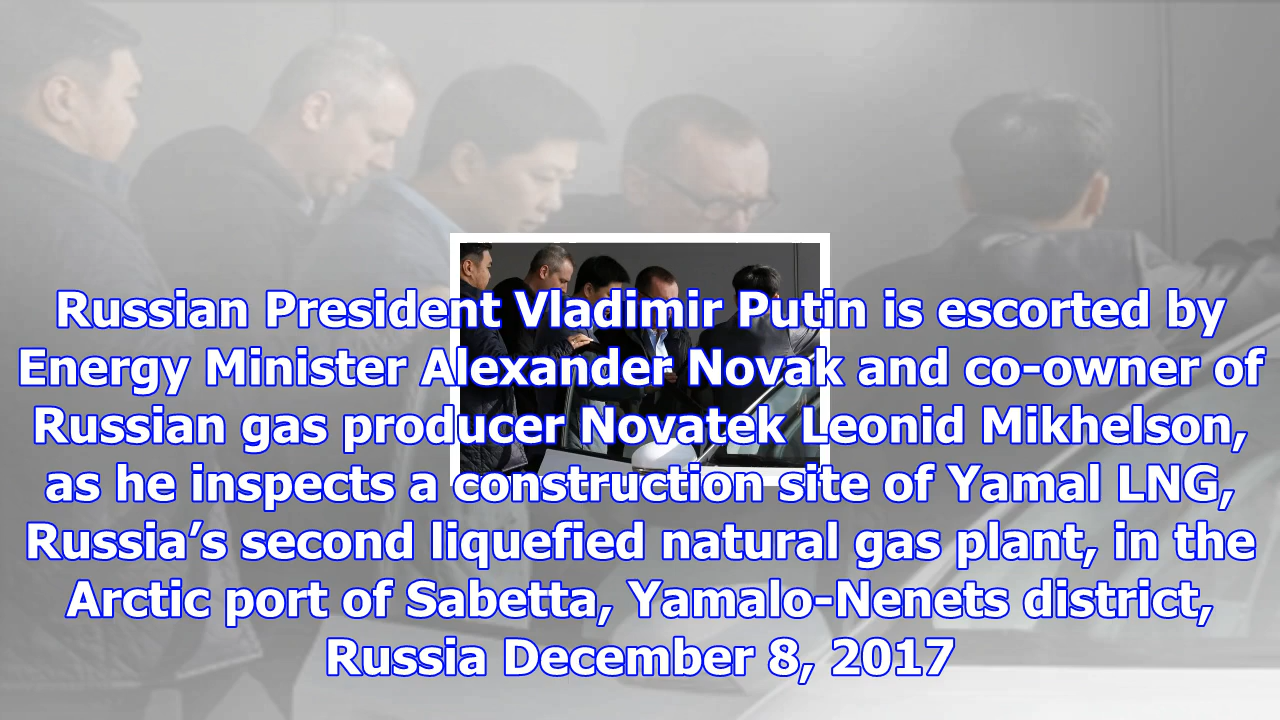 Russian President Vladimir Putin is escorted by
Energy Minister Alexander Novak and co-owner of
Russian gas producer Novatek Leonid Mikhelson,
as he inspects a construction site of Yamal LNG,
Russia’s second liquefied natural gas plant, in the
Arctic port of Sabetta, Yamalo-Nenets district,
Russia December 8, 2017